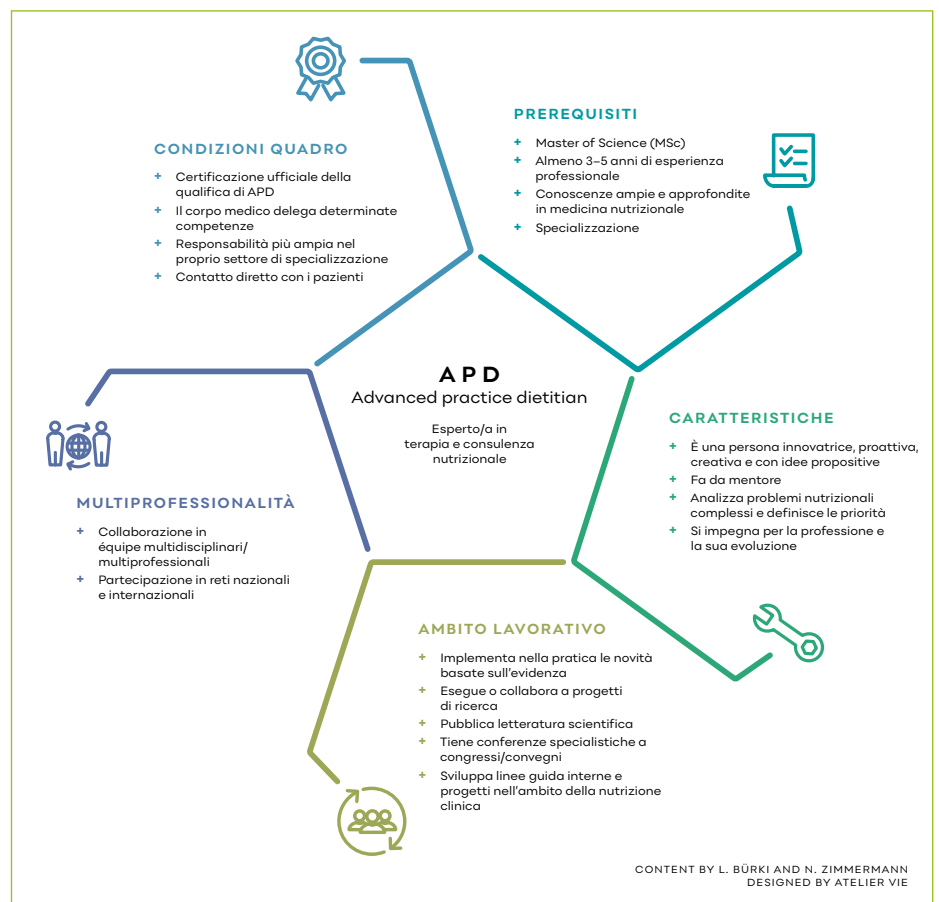 CONDIZIONI QUADRO
+ Certificazione ufficiale della
qualifica di APD
+ Il corpo medico delega determinate
competenze
+ Responsabilità più ampia nel
proprio settore di specializzazione
+ Contatto diretto con i pazienti
PREREQUISITI
+ Master of Science (MSc)
+ Almeno 3–5 anni di esperienza
professionale
+ Conoscenze ampie e approfondite
in medicina nutrizionale
+ Specializzazione
APD
Advanced practice dietitian
Esperto/a in
terapia e consulenza
nutrizionale
CARATTERISTICHE
+ È una persona innovatrice, proattiva,
creativa e con idee propositive
+ Fa da mentore
+ Analizza problemi nutrizionali
complessi e definisce le priorità
+ Si impegna per la professione e
la sua evoluzione
MULTIPROFESSIONALITÀ
+ Collaborazione in
équipe multidisciplinari/
multiprofessionali
+ Partecipazione in reti nazionali
e internazionali
AMBITO LAVORATIVO
+ Implementa nella pratica le novità
basate sull'evidenza
+ Esegue o collabora a progetti
di ricerca
+ Pubblica letteratura scientifica
+ Tiene conferenze specialistiche a
congressi/convegni
+ Sviluppa linee guida interne e
progetti nell'ambito della nutrizione
clinica
CONTENT BY L. BÜRKI AND N. ZIMMERMANN
DESIGNED BY ATELIER VIE